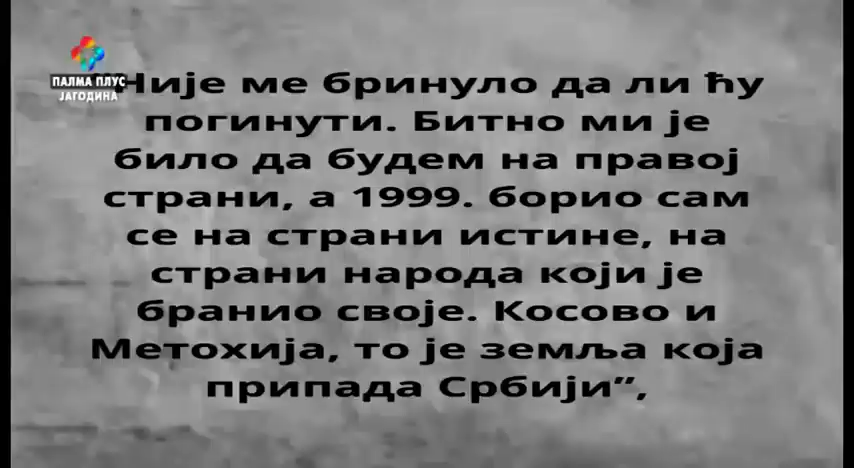 ПАЛМА ПЛУС
ЈАГОДИНА
Није ме бринуло да ли ћу
погинути. Битно ми је
било да будем на правој
страни, а 1999. борио сам
се на страни истине, на
страни народа који је
бранио своје. Косово и
Метохија, то је земља која
припада Србији”,